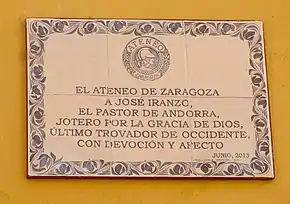 ATENEO
EL ATENEO DE ZARAGOZA
A JOSÉ IRANZO,
EL PASTOR DE ANDORRA,
JOTERO POR LA GRACIA DE DIOS,
ÚLTIMO TROVADOR DE OCCIDENTE,
CON DEVOCIÓN Y AFECTO
JUNIO, 2013